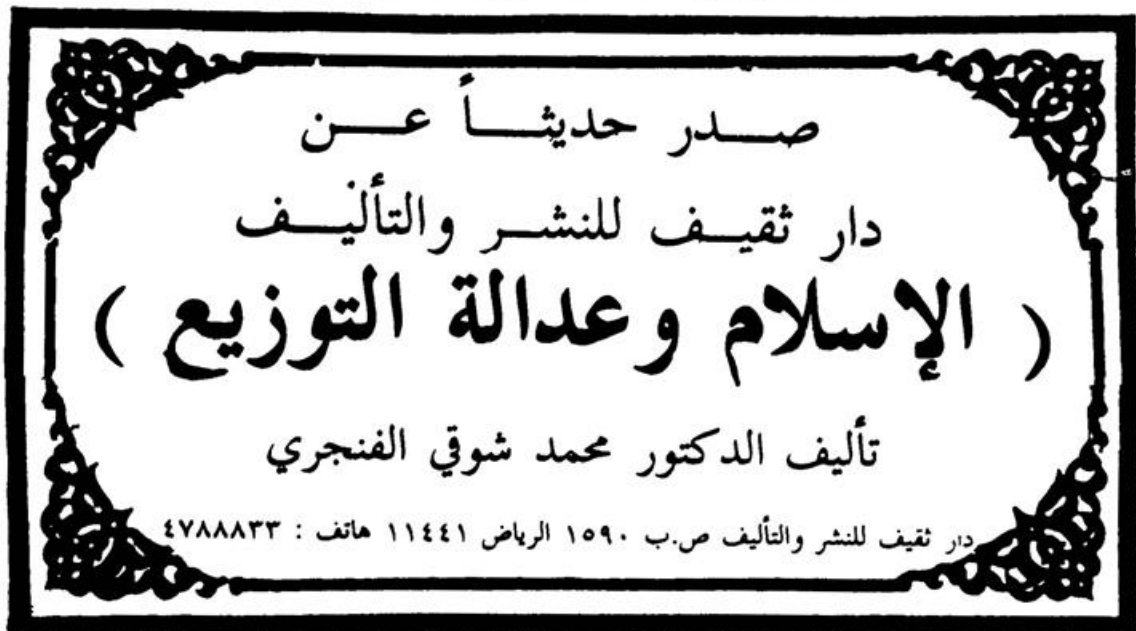 صدر حديثاً عن
دار ثقيف للنشر والتأليف
( الإسلام وعدالة التوزيع )
تأليف الدكتور محمد شوقي الفنجري
دار ثقيف للنشر والتأليف ص.ب ١٥٩٠ الرياض ١١٤٤١ هاتف : ٤٧٨٨٨٣٣